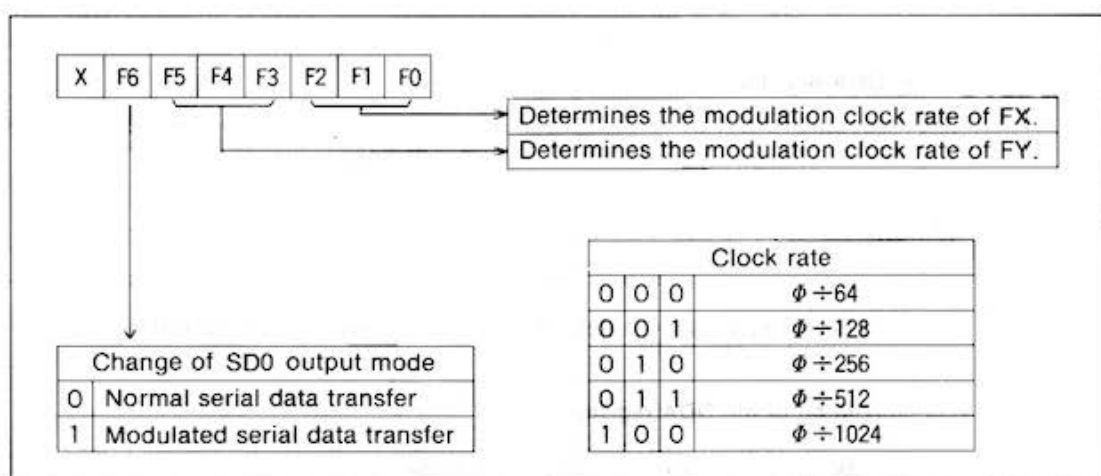 X F6 F5 F4 F3 F2 F1 F0
Determines the modulation clock rate of FX.
Determines the modulation clock rate of FY.
Change of SD0 output mode
0 Normal serial data transfer
1 Modulated serial data transfer
Clock rate
0 0 0 Φ÷64
0 0 1 Φ÷128
0 1 0 Φ÷256
0 1 1 Φ÷512
1 0 0 Φ÷1024